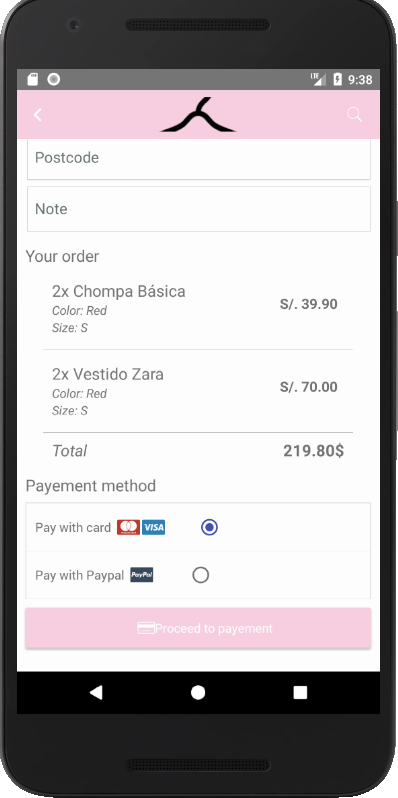 LTE 9:38
Postcode
Note
Your order
2x Chompa Básica
Color: Red
Size: S
S/. 39.90
2x Vestido Zara
Color: Red
Size: S
S/. 70.00
Total 219.80$
Payement method
Pay with card VISA
Pay with Paypal PayPal
Proceed to payement